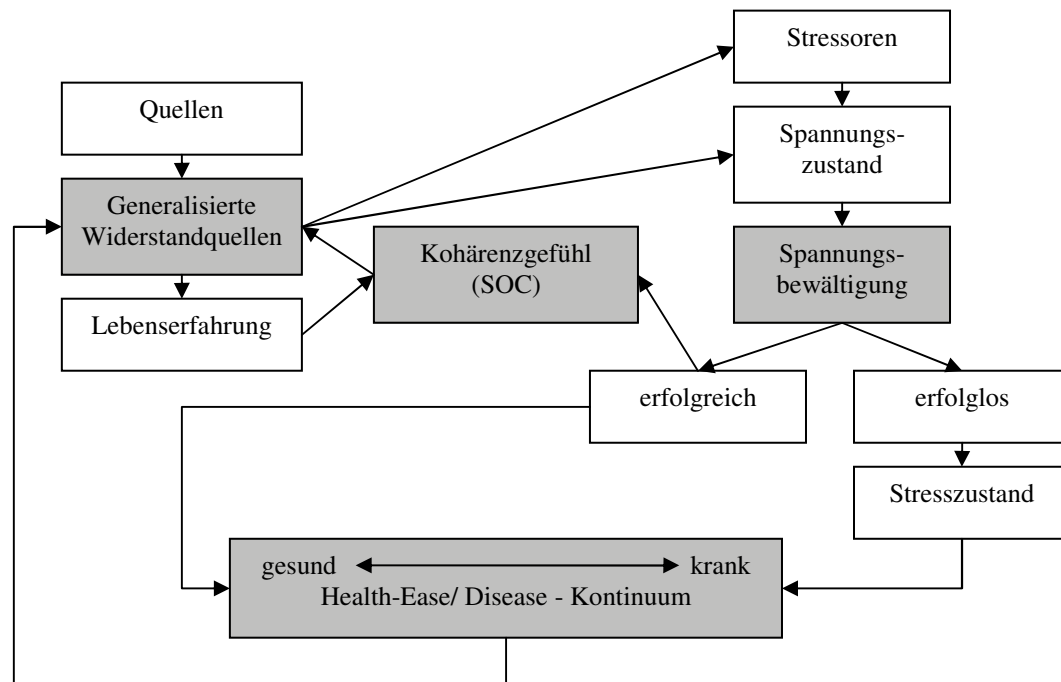 Stressoren
Quellen
Spannungs-
zustand
Generalisierte
Widerstandquellen
Kohärenzgefühl
(SOC)
Spannungs-
bewältigung
Lebenserfahrung
erfolgreich
erfolglos
Stresszustand
gesund krank
Health-Ease/ Disease - Kontinuum